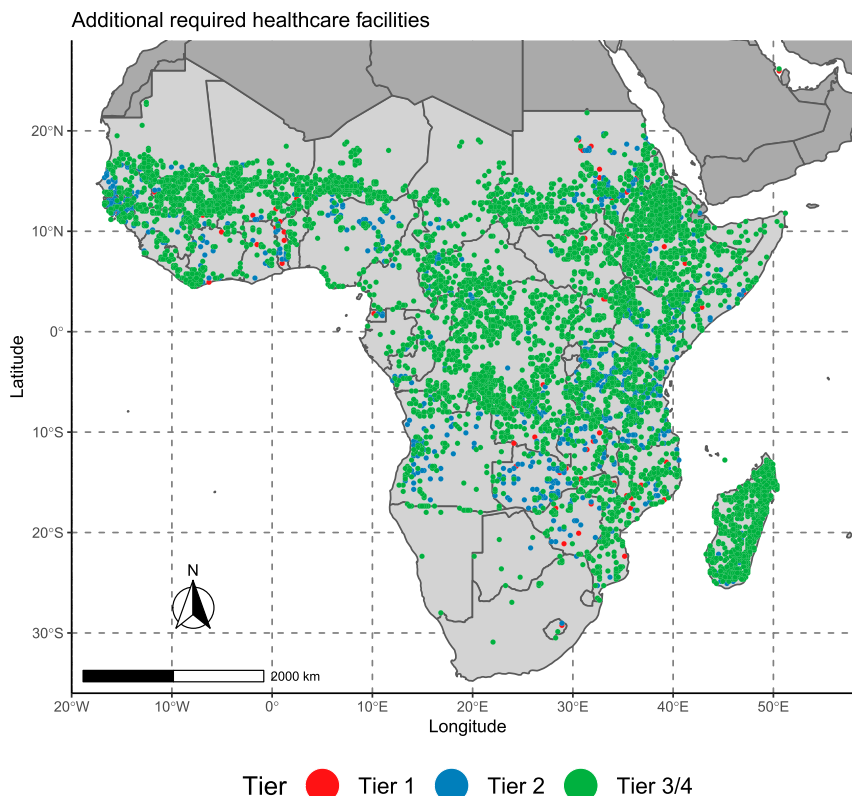 Additional required healthcare facilities
20°N
10°N
0°
10°S
20°S
30°S
Latitude
N
2000 km
20°W
10°W
0°
10°E
20°E
30°E
40°E
50°E
Longitude
Tier
Tier 1
Tier 2
Tier 3/4